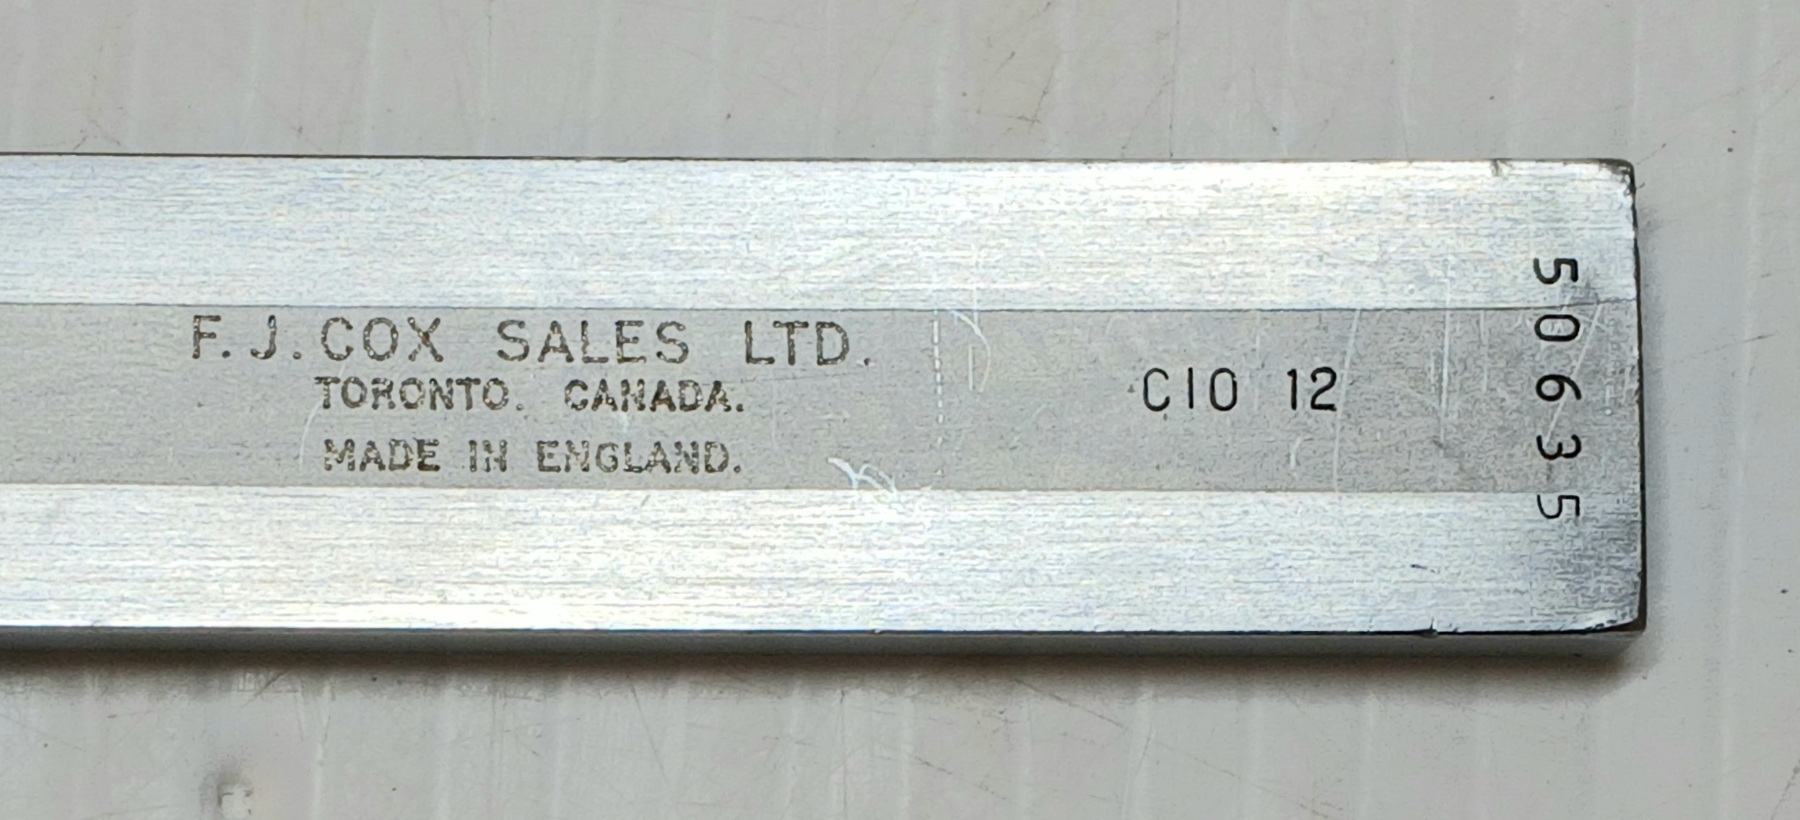 F. J. COX SALES LTD.
TORONTO. CANADA.
MADE IN ENGLAND.
C10 12
50635